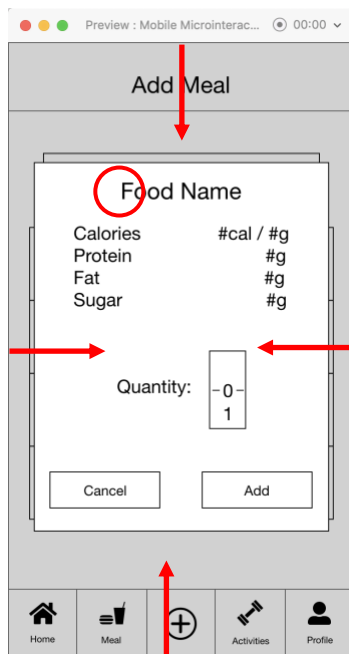 Preview : Mobile Microinterac... 00:00
Add Meal
Food Name
Calories #cal / #g
Protein #g
Fat #g
Sugar #g
Quantity: -0-
1
Cancel Add
Home Meal Activities Profile